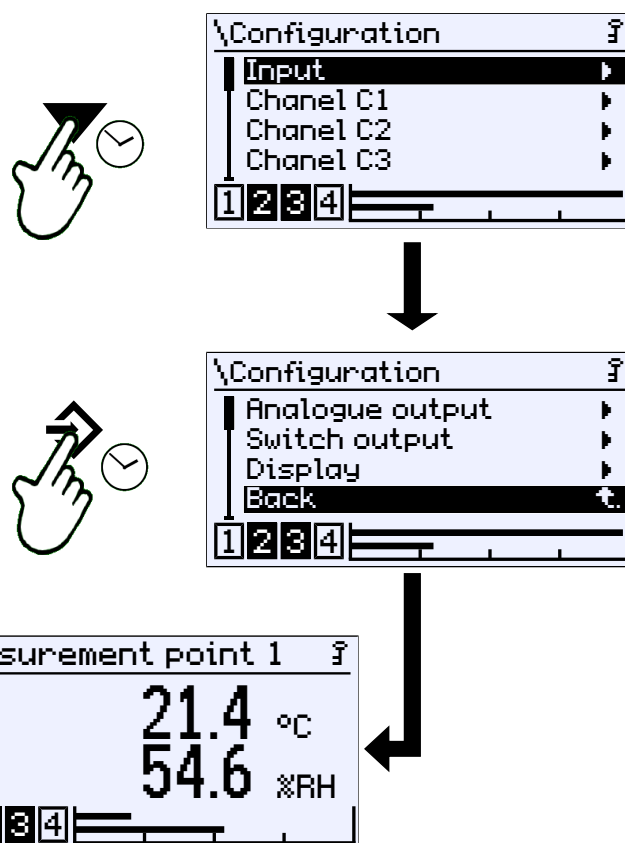 \Configuration
Input
Chanel C1
Chanel C2
Chanel C3
1 2 3 4
\Configuration
Analogue output
Switch output
Display
Back
1 2 3 4
surement point 1
21.4 °C
54.6 %RH
3 4